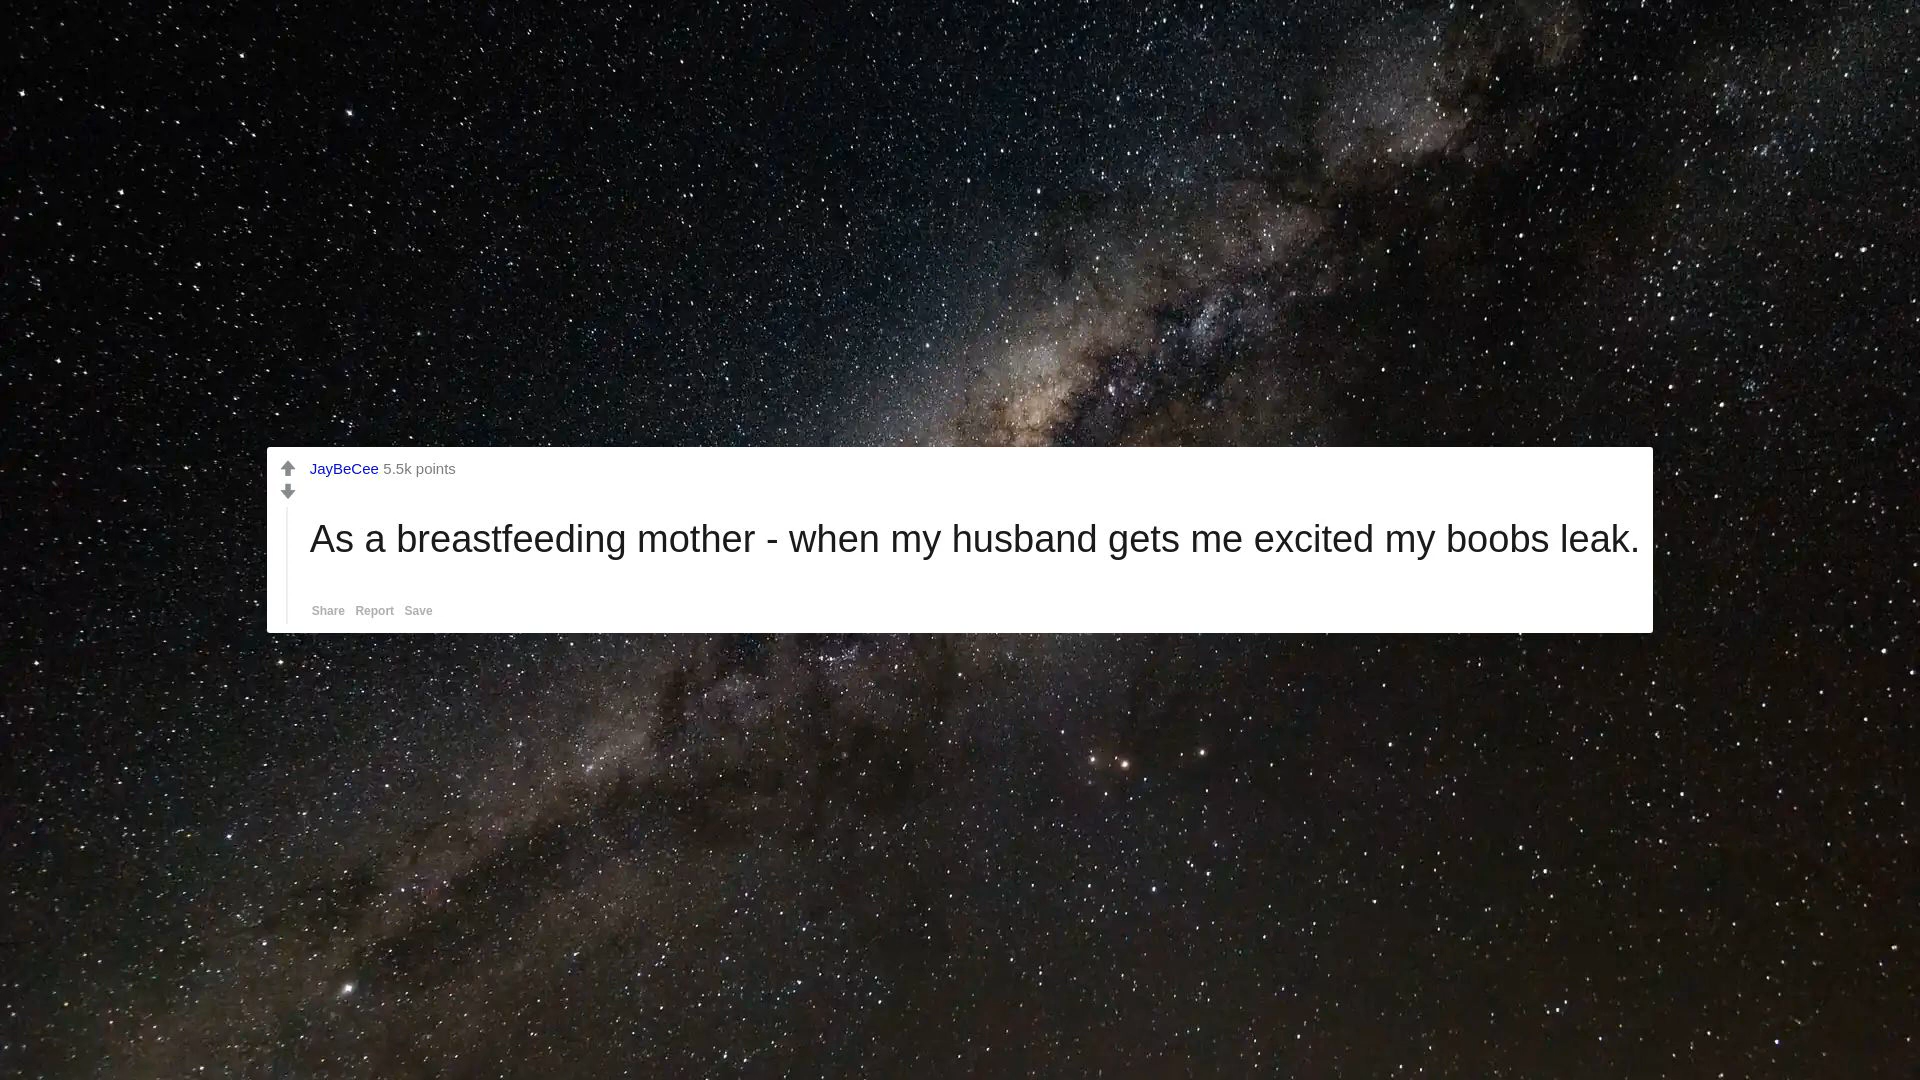 JayBeCee 5.5k points
As a breastfeeding mother - when my husband gets me excited my boobs leak.
Share Report Save